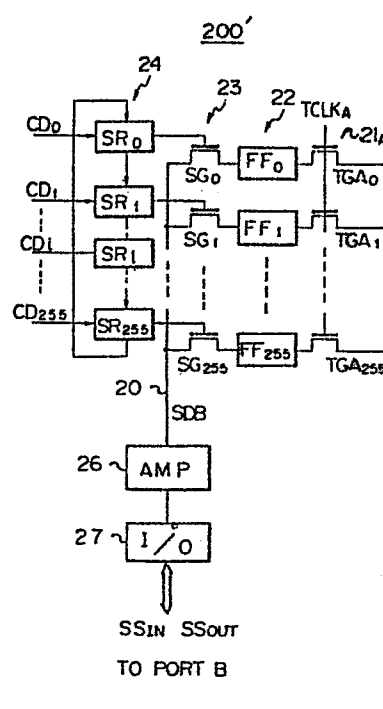 200'
24
23
22
TCLKA
21A
CD0
SR0
SG0
FF0
TGA0
CD1
SR1
SG1
FF1
TGA1
CDi
SRi
CD255
SR255
SG255
FF255
TGA255
20
SDB
26
AMP
27
I/O
SSIN SSOUT
TO PORT B